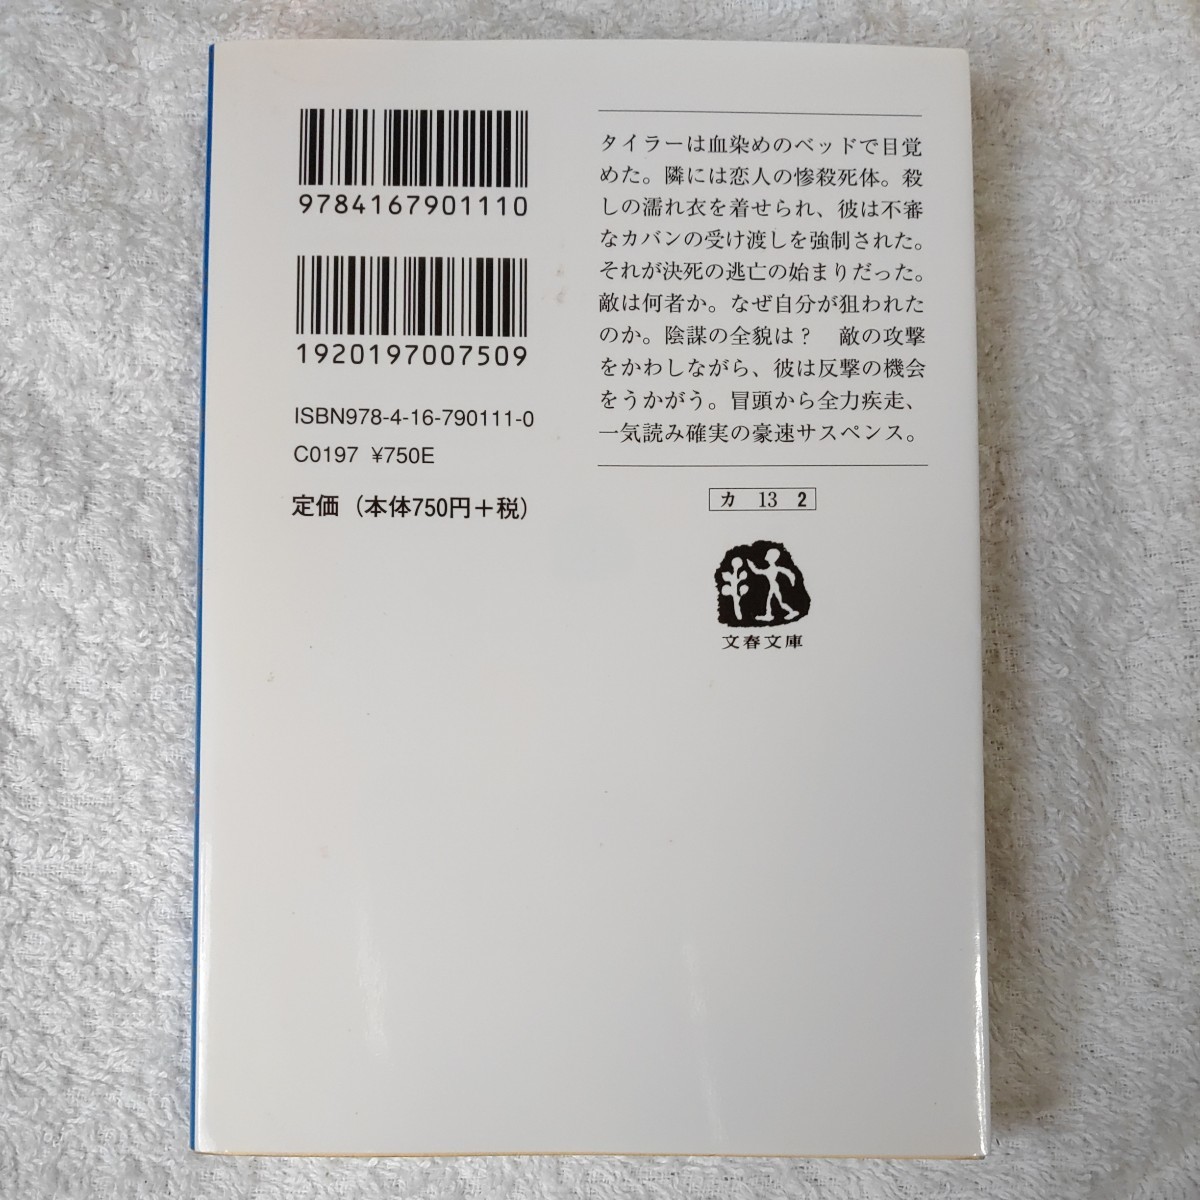 9784167901110
1920197007509
ISBN978-4-16-790111-0
C0197 ¥750E
定価（本体750円＋税）
タイラーは血染めのベッドで目覚
めた。隣には恋人の惨殺死体。殺
しの濡れ衣を着せられ、彼は不審
なカバンの受け渡しを強制された。
それが決死の逃亡の始まりだった。
敵は何者か。なぜ自分が狙われた
のか。陰謀の全貌は？　敵の攻撃
をかわしながら、彼は反撃の機会
をうかがう。冒頭から全力疾走、
一気読み確実の豪速サスペンス。
カ 13 2
文春文庫